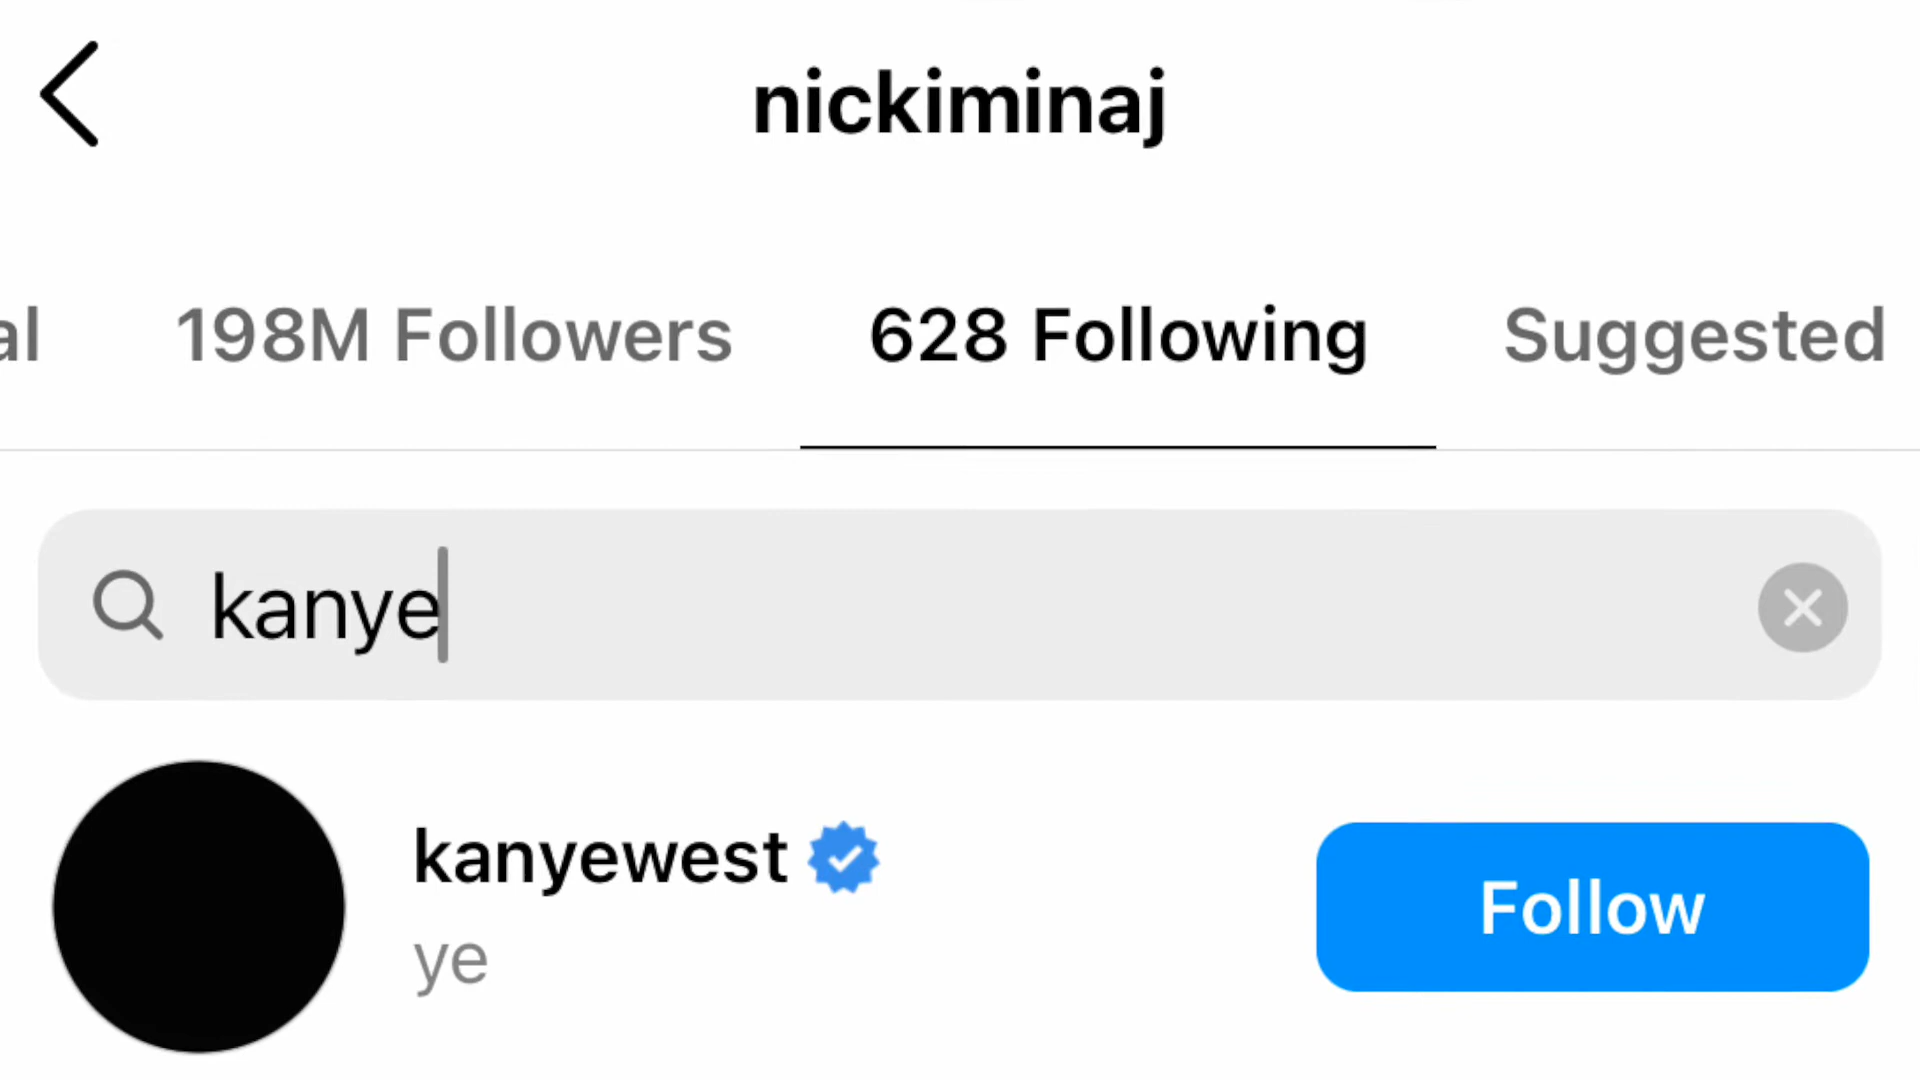 nickiminaj
al 198M Followers 628 Following Suggested
kanye
kanyewest
ye
Follow